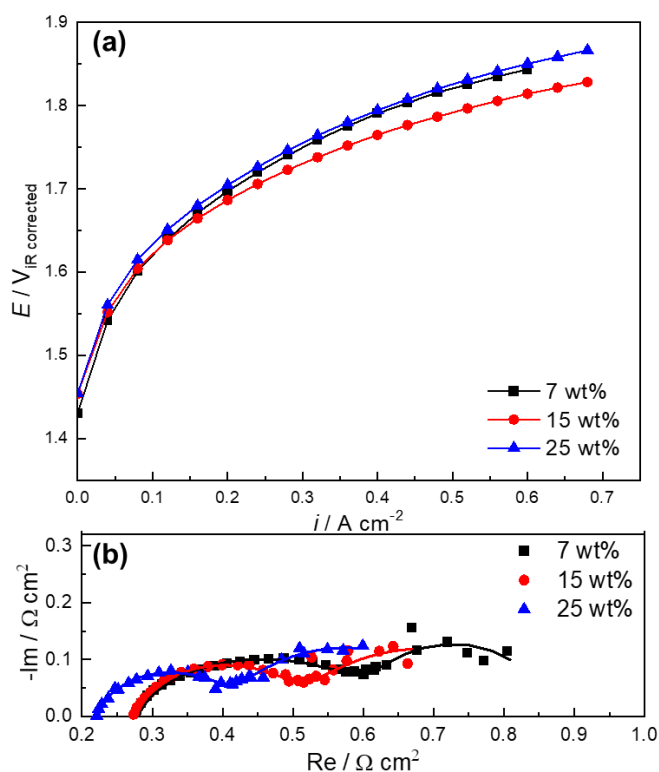 (a)
1.9
1.8
1.7
1.6
1.5
1.4
E / V iR corrected
7 wt%
15 wt%
25 wt%
0.0 0.1 0.2 0.3 0.4 0.5 0.6 0.7
i / A cm⁻²
(b)
0.3
0.2
0.1
0.0
-Im / Ω cm²
7 wt%
15 wt%
25 wt%
0.2 0.3 0.4 0.5 0.6 0.7 0.8 0.9 1.0
Re / Ω cm²